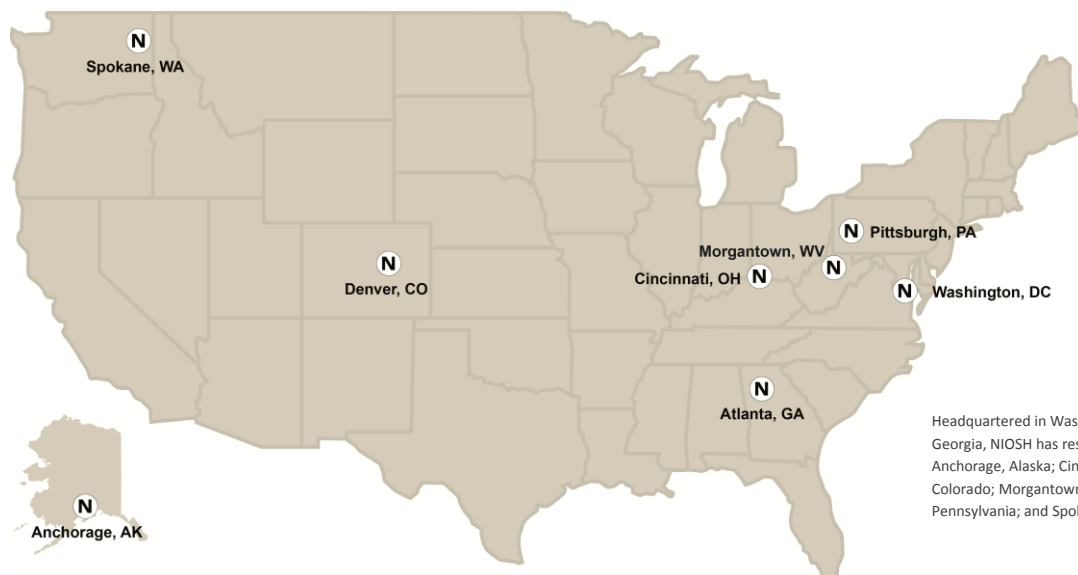 N
Spokane, WA
N
Pittsburgh, PA
Morgantown, WV
N
N
Cincinnati, OH
N
Denver, CO
N
Washington, DC
N
Atlanta, GA
Headquartered in Was
Georgia, NIOSH has res
Anchorage, Alaska; Cin
Colorado; Morgantown
Pennsylvania; and Spol
N
Anchorage, AK